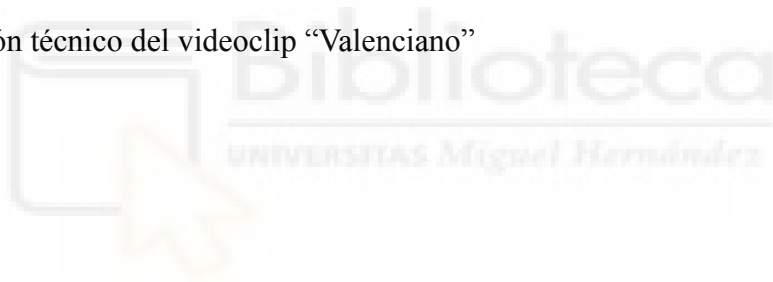 ón técnico del videoclip “Valenciano”
Biblioteca
UNIVERSITAS Miguel Hernández